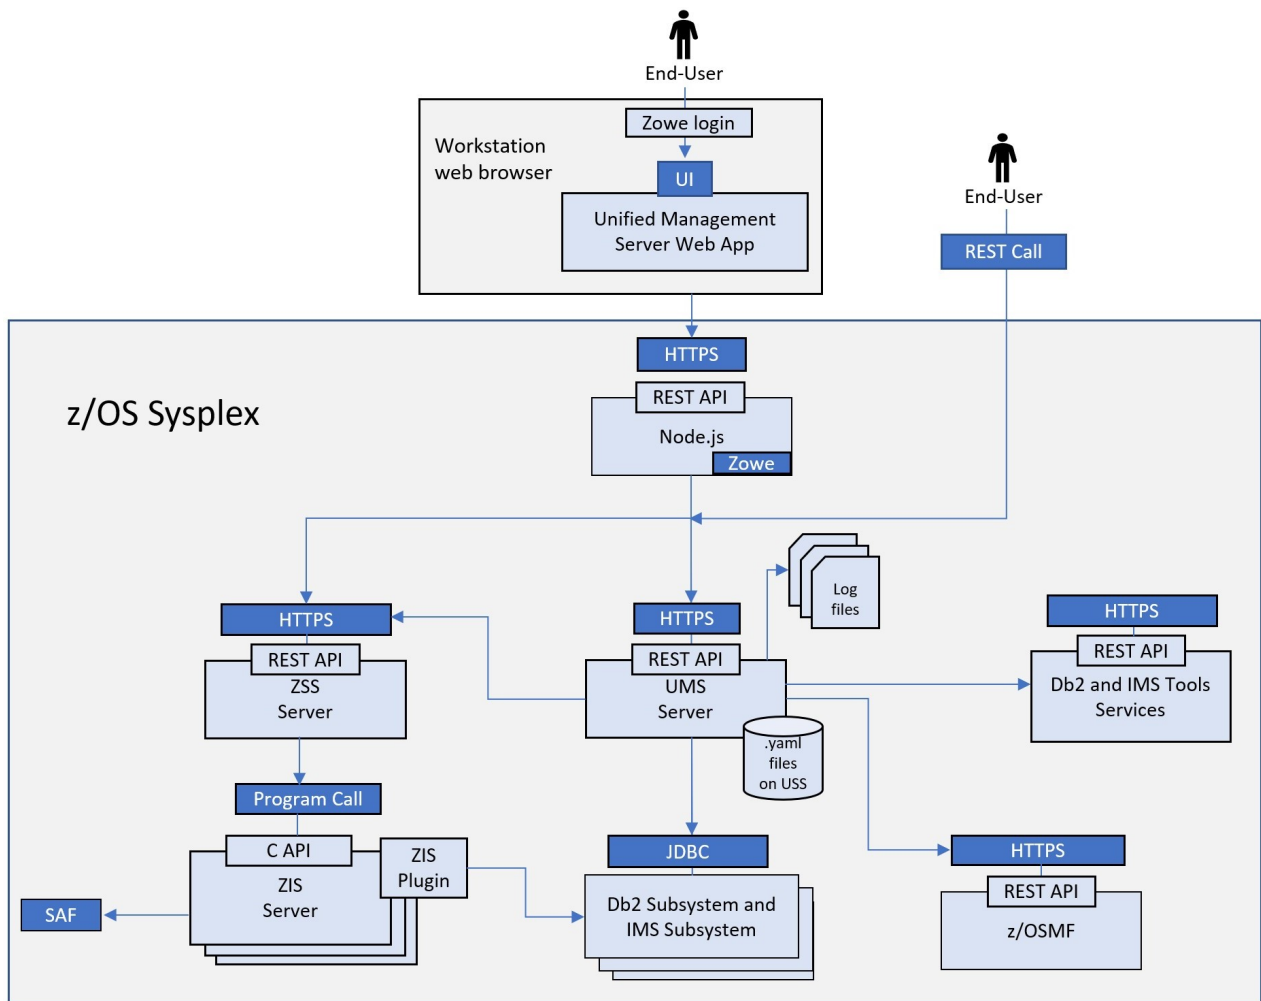 End-User
Zowe login
Workstation
web browser
UI
Unified Management
Server Web App
End-User
REST Call
HTTPS
z/OS Sysplex
REST API
Node.js
Zowe
Log
files
HTTPS
HTTPS
HTTPS
REST API
ZSS
Server
REST API
UMS
Server
REST API
Db2 and IMS Tools
Services
.yaml
files
on USS
Program Call
C API
ZIS
Server
ZIS
Plugin
SAF
JDBC
Db2 Subsystem and
IMS Subsystem
HTTPS
REST API
z/OSMF